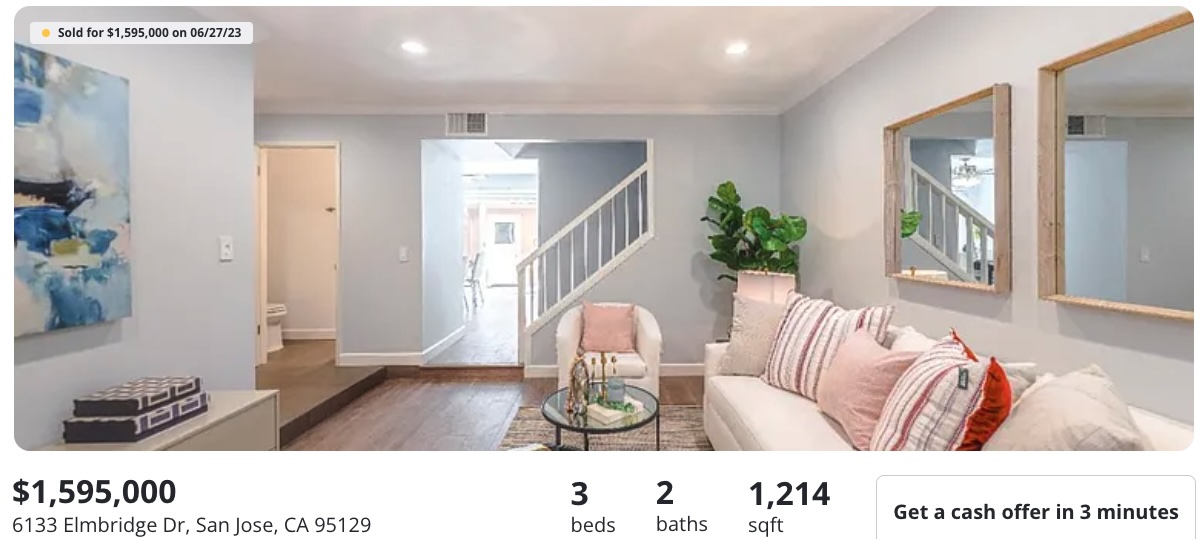 Sold for $1,595,000 on 06/27/23
$1,595,000
6133 Elmbridge Dr, San Jose, CA 95129
3
beds
2
baths
1,214
sqft
Get a cash offer in 3 minutes